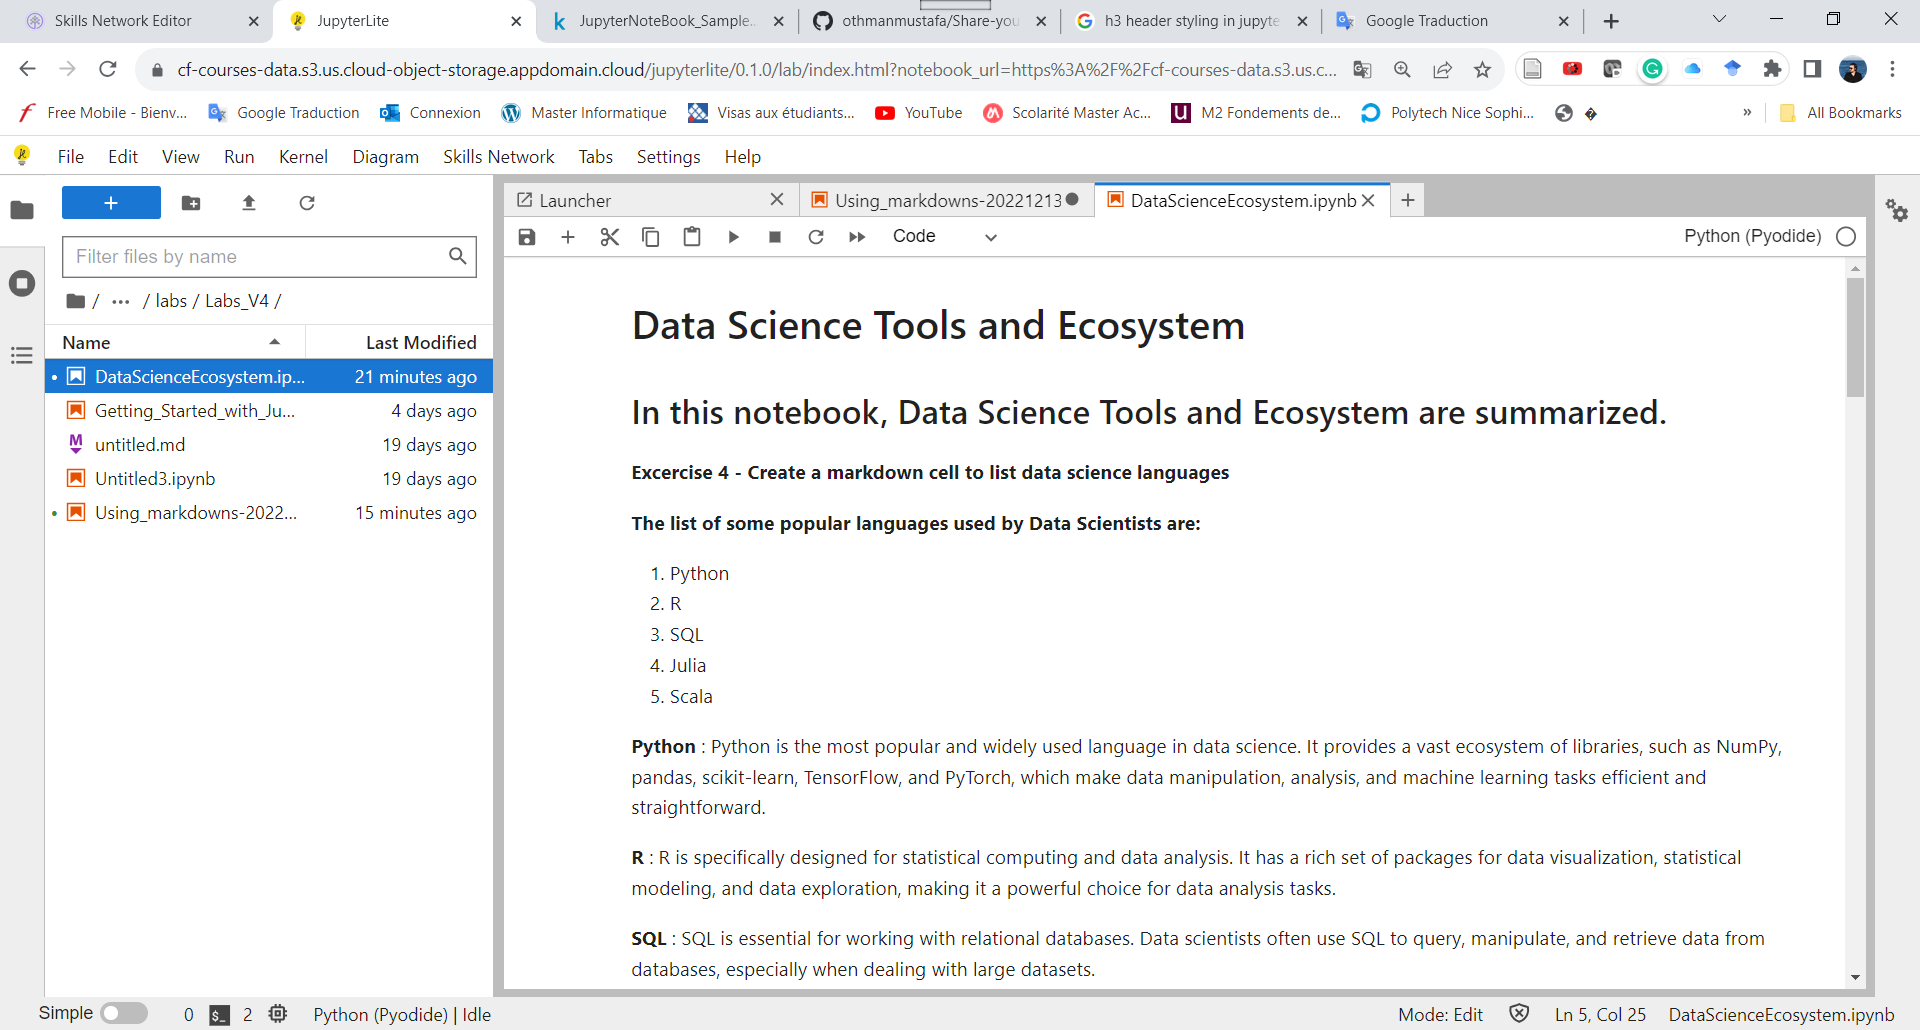 Skills Network Editor
JupyterLite
JupyterNoteBook_Sample...
othmanmustafa/Share-you
h3 header styling in jupyte
Google Traduction
cf-courses-data.s3.us.cloud-object-storage.appdomain.cloud/jupyterlite/0.1.0/lab/index.html?notebook_url=https%3A%2F%2Fcf-courses-data.s3.us.c...
Free Mobile - Bienv...
Google Traduction
Connexion
Master Informatique
Visas aux étudiants...
YouTube
Scolarité Master Ac...
M2 Fondements de...
Polytech Nice Sophi...
»
All Bookmarks
File Edit View Run Kernel Diagram Skills Network Tabs Settings Help
Launcher
Using_markdowns-20221213
DataScienceEcosystem.ipynb
Code
Python (Pyodide)
Filter files by name
/ ... / labs / Labs_V4 /
Name Last Modified
DataScienceEcosystem.ip... 21 minutes ago
Getting_Started_with_Ju... 4 days ago
untitled.md 19 days ago
Untitled3.ipynb 19 days ago
Using_markdowns-2022... 15 minutes ago
Data Science Tools and Ecosystem
In this notebook, Data Science Tools and Ecosystem are summarized.
Excercise 4 - Create a markdown cell to list data science languages
The list of some popular languages used by Data Scientists are:
1. Python
2. R
3. SQL
4. Julia
5. Scala
Python : Python is the most popular and widely used language in data science. It provides a vast ecosystem of libraries, such as NumPy,
pandas, scikit-learn, TensorFlow, and PyTorch, which make data manipulation, analysis, and machine learning tasks efficient and
straightforward.
R : R is specifically designed for statistical computing and data analysis. It has a rich set of packages for data visualization, statistical
modeling, and data exploration, making it a powerful choice for data analysis tasks.
SQL : SQL is essential for working with relational databases. Data scientists often use SQL to query, manipulate, and retrieve data from
databases, especially when dealing with large datasets.
Simple 0 2 Python (Pyodide) | Idle
Mode: Edit Ln 5, Col 25 DataScienceEcosystem.ipynb